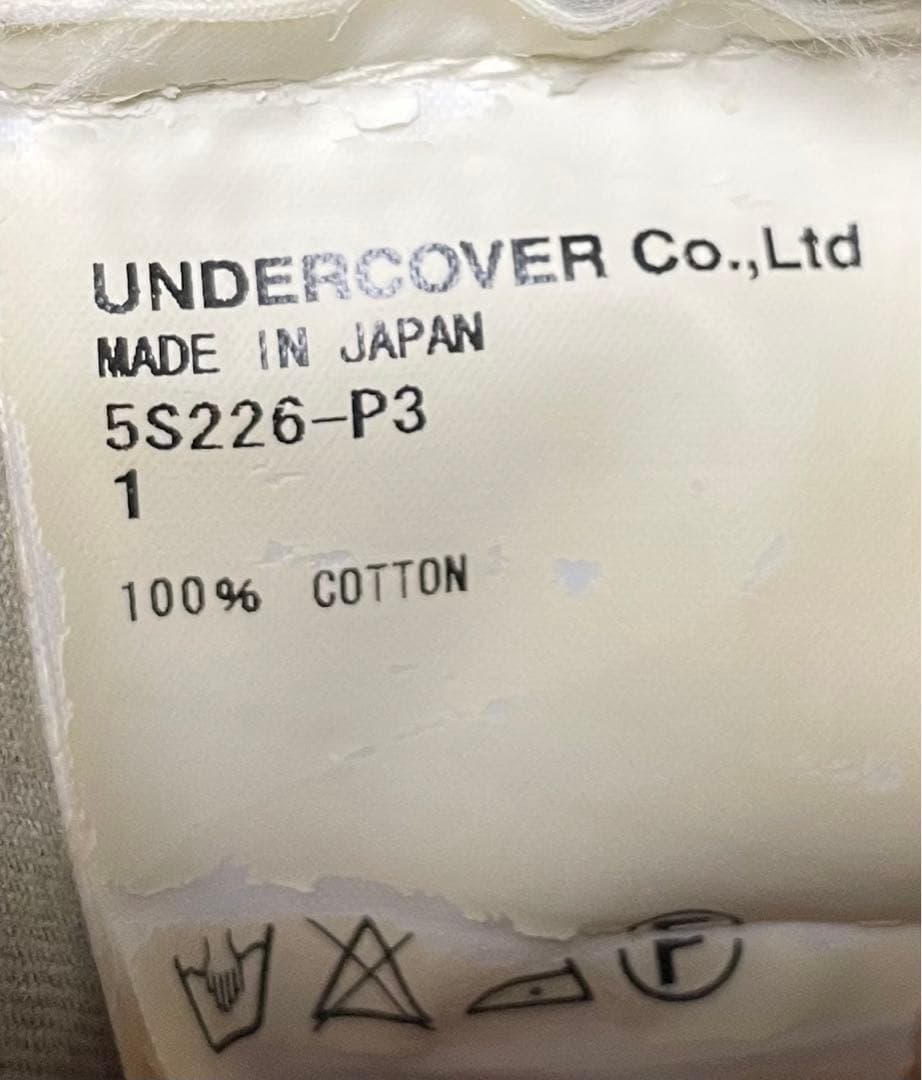 UNDERCOVER Co.,Ltd
MADE IN JAPAN
5S226-P3
1
100% COTTON
F